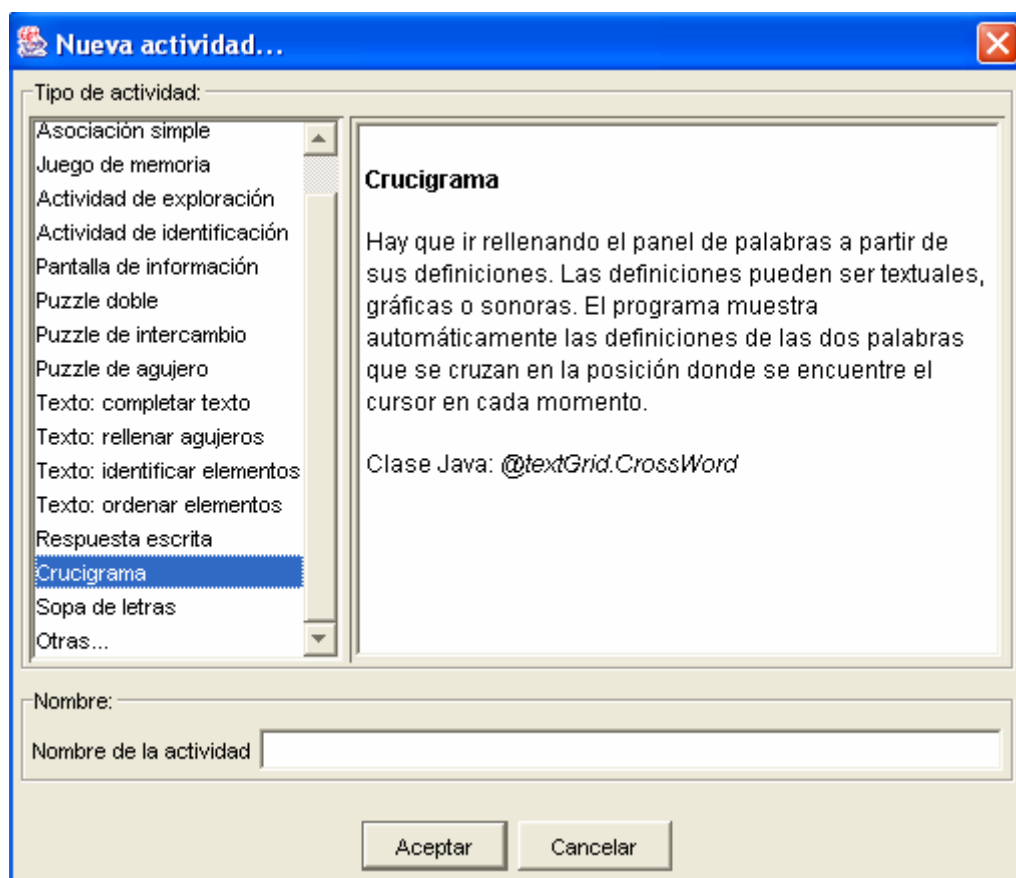 Nueva actividad...
Tipo de actividad:
Asociación simple
Juego de memoria
Actividad de exploración
Actividad de identificación
Pantalla de información
Puzzle doble
Puzzle de intercambio
Puzzle de agujero
Texto: completar texto
Texto: rellenar agujeros
Texto: identificar elementos
Texto: ordenar elementos
Respuesta escrita
Crucigrama
Sopa de letras
Otras...
Crucigrama
Hay que ir rellenando el panel de palabras a partir de
sus definiciones. Las definiciones pueden ser textuales,
gráficas o sonoras. El programa muestra
automáticamente las definiciones de las dos palabras
que se cruzan en la posición donde se encuentre el
cursor en cada momento.
Clase Java: @textGrid.CrossWord
Nombre:
Nombre de la actividad
Aceptar
Cancelar